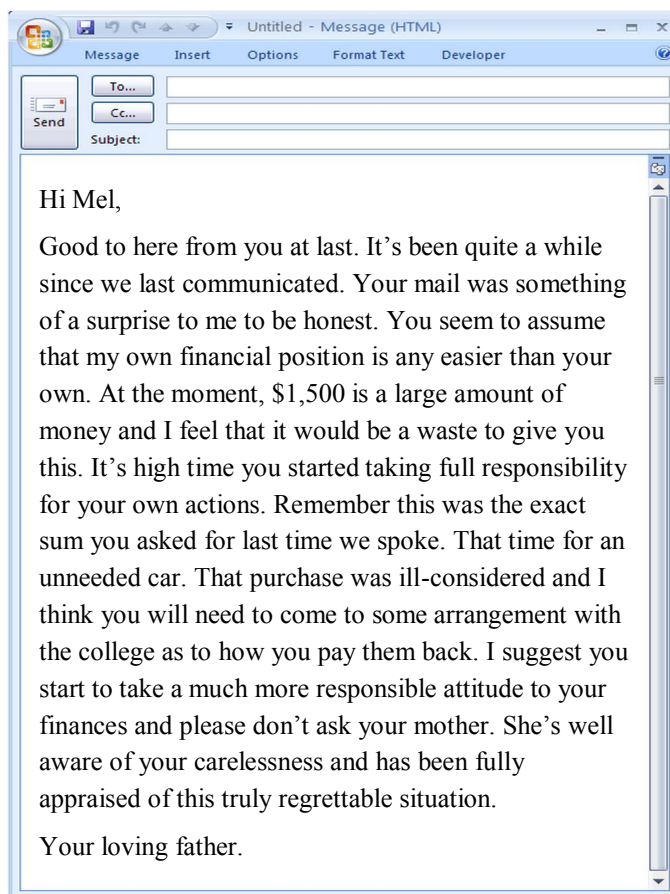 Untitled - Message (HTML)
Message Insert Options Format Text Developer
To...
Cc...
Send
Subject:
Hi Mel,
Good to here from you at last. It’s been quite a while
since we last communicated. Your mail was something
of a surprise to me to be honest. You seem to assume
that my own financial position is any easier than your
own. At the moment, $1,500 is a large amount of
money and I feel that it would be a waste to give you
this. It’s high time you started taking full responsibility
for your own actions. Remember this was the exact
sum you asked for last time we spoke. That time for an
unneeded car. That purchase was ill-considered and I
think you will need to come to some arrangement with
the college as to how you pay them back. I suggest you
start to take a much more responsible attitude to your
finances and please don’t ask your mother. She’s well
aware of your carelessness and has been fully
appraised of this truly regrettable situation.
Your loving father.